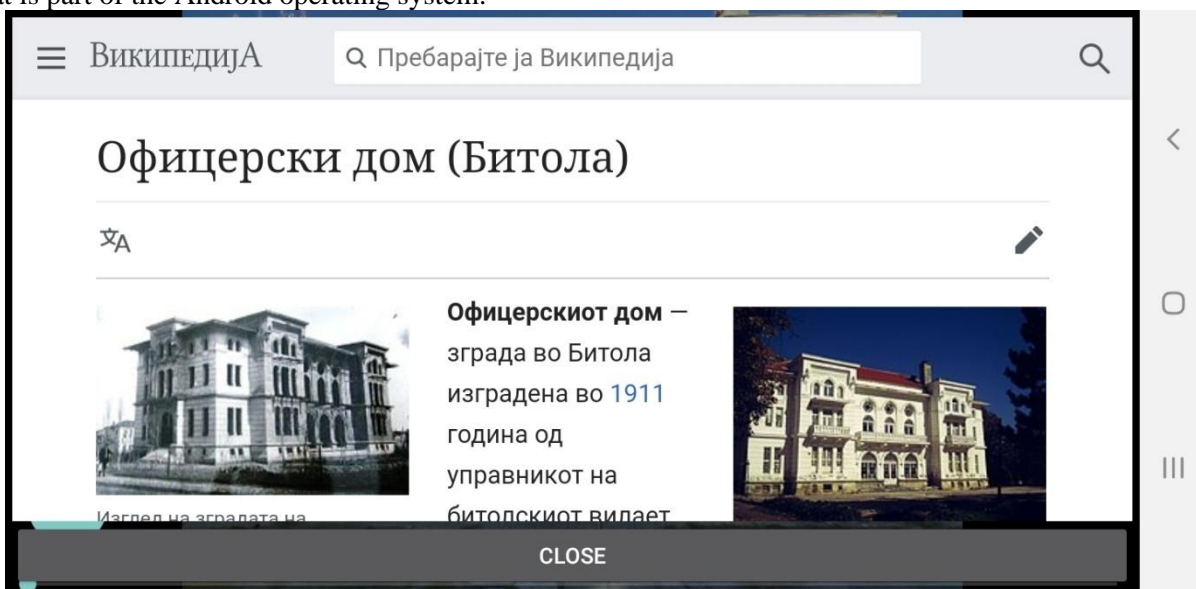 at is part of the Android operating system.
ВикипедијА
Пребарајте ја Википедија
Офицерски дом (Битола)
Офицерскиот дом —
зграда во Битола
изградена во 1911
година од
управникот на
битолскиот вилает
Изглед на зградата на
CLOSE